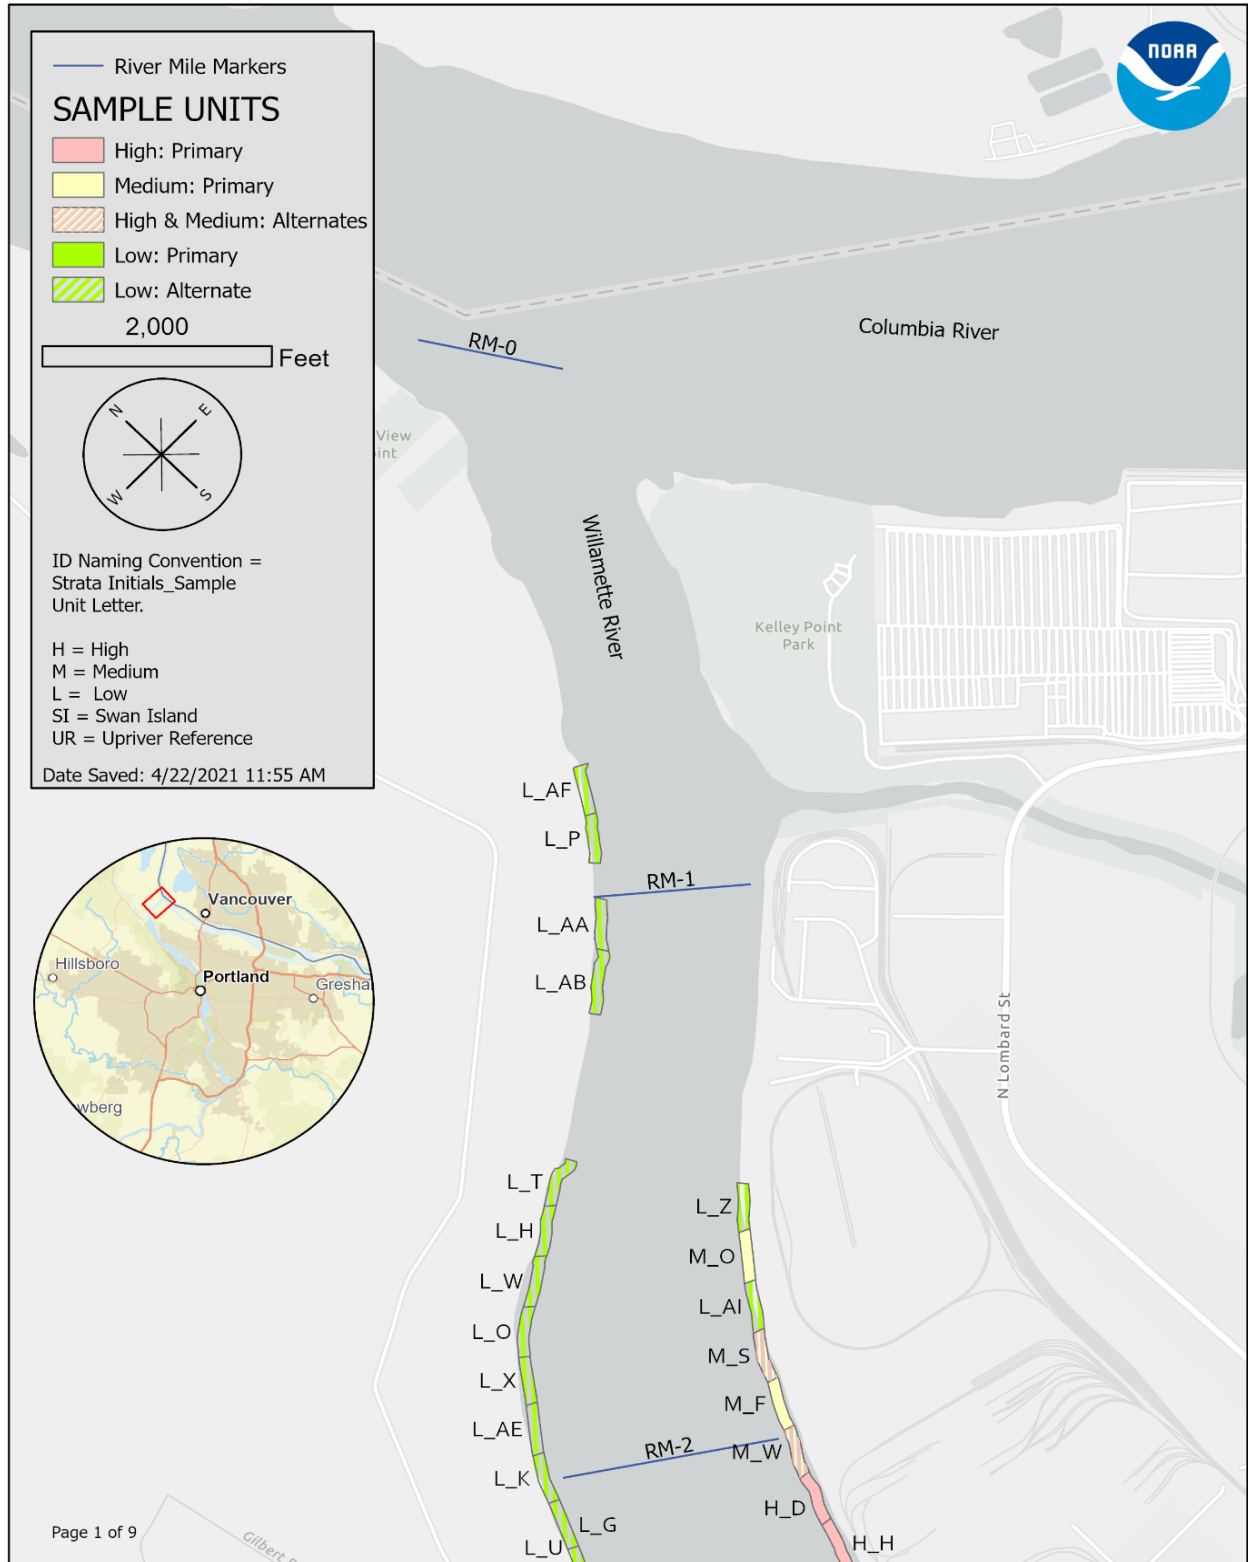 River Mile Markers
SAMPLE UNITS
High: Primary
Medium: Primary
High & Medium: Alternates
Low: Primary
Low: Alternate
2,000
Feet
N
E
W
S
ID Naming Convention =
Strata Initials_Sample
Unit Letter.
H = High
M = Medium
L = Low
SI = Swan Island
UR = Upriver Reference
Date Saved: 4/22/2021 11:55 AM
NOAA
RM-0
Columbia River
View
Willamette River
Kelley Point
Park
L_AF
L_P
RM-1
L_AA
L_AB
N Lombard St
Vancouver
Hillsboro
Portland
Gresha
wberg
L_T
L_H
L_W
L_O
L_X
L_AE
L_K
L_G
L_U
L_Z
M_O
L_AI
M_S
M_F
RM-2
M_W
H_D
H_H
Gilbert
Page 1 of 9